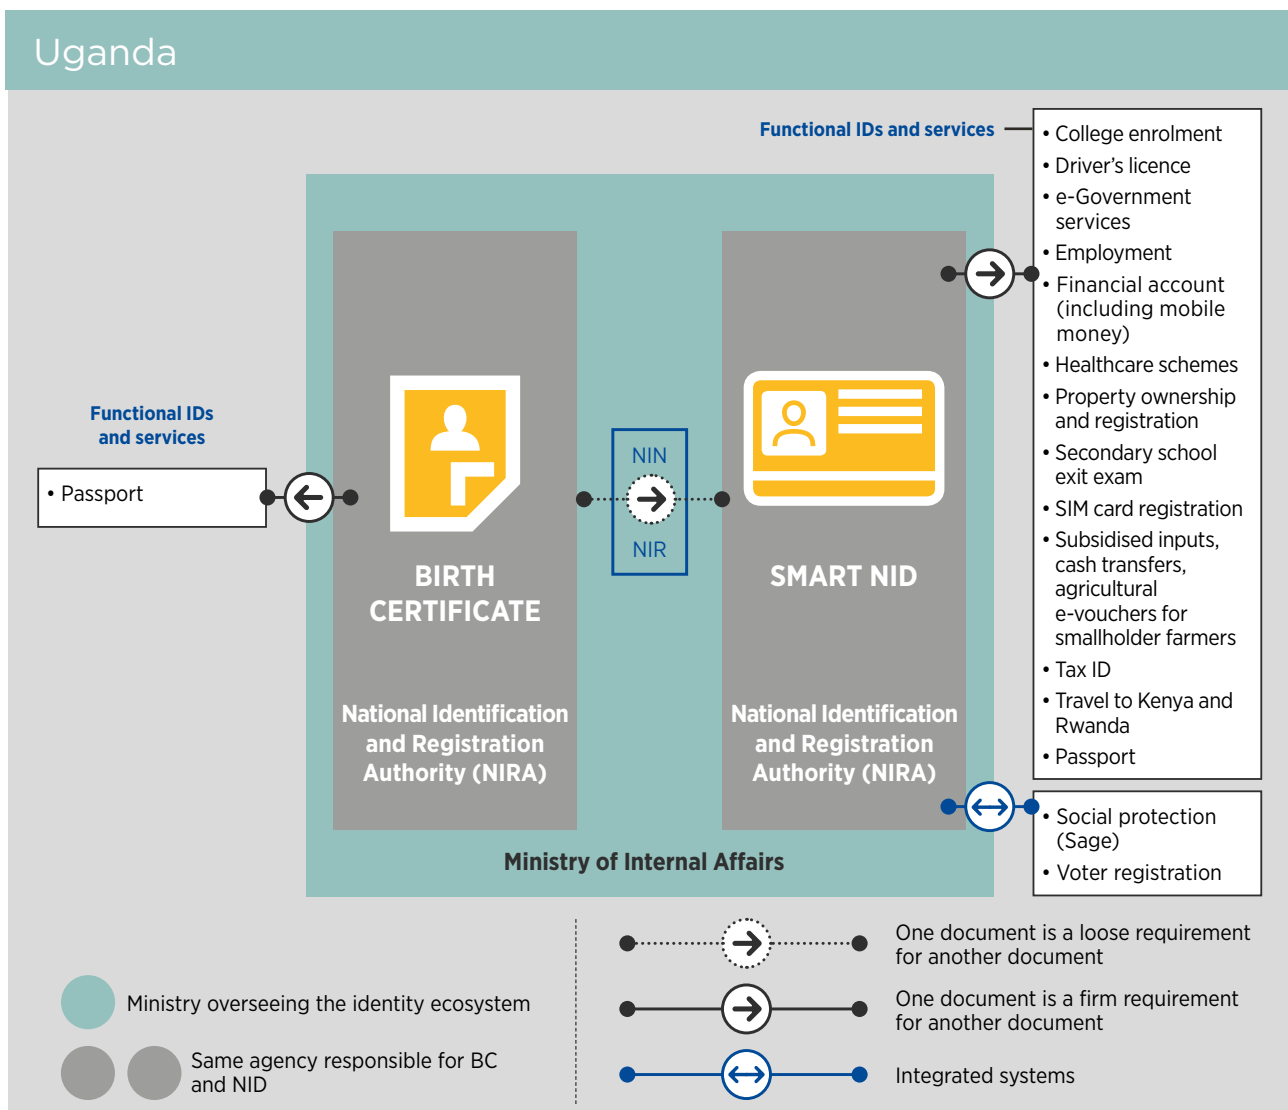 Uganda
Functional IDs and services
• College enrolment
• Driver's licence
• e-Government
services
• Employment
• Financial account
(including mobile
money)
• Healthcare schemes
• Property ownership
and registration
• Secondary school
exit exam
• SIM card registration
• Subsidised inputs,
cash transfers,
agricultural
e-vouchers for
smallholder farmers
• Tax ID
• Travel to Kenya and
Rwanda
• Passport
• Social protection
(Sage)
• Voter registration
Functional IDs
and services
• Passport
BIRTH
CERTIFICATE
National Identification
and Registration
Authority (NIRA)
NIN
NIR
SMART NID
National Identification
and Registration
Authority (NIRA)
Ministry of Internal Affairs
Ministry overseeing the identity ecosystem
Same agency responsible for BC
and NID
One document is a loose requirement
for another document
One document is a firm requirement
for another document
Integrated systems